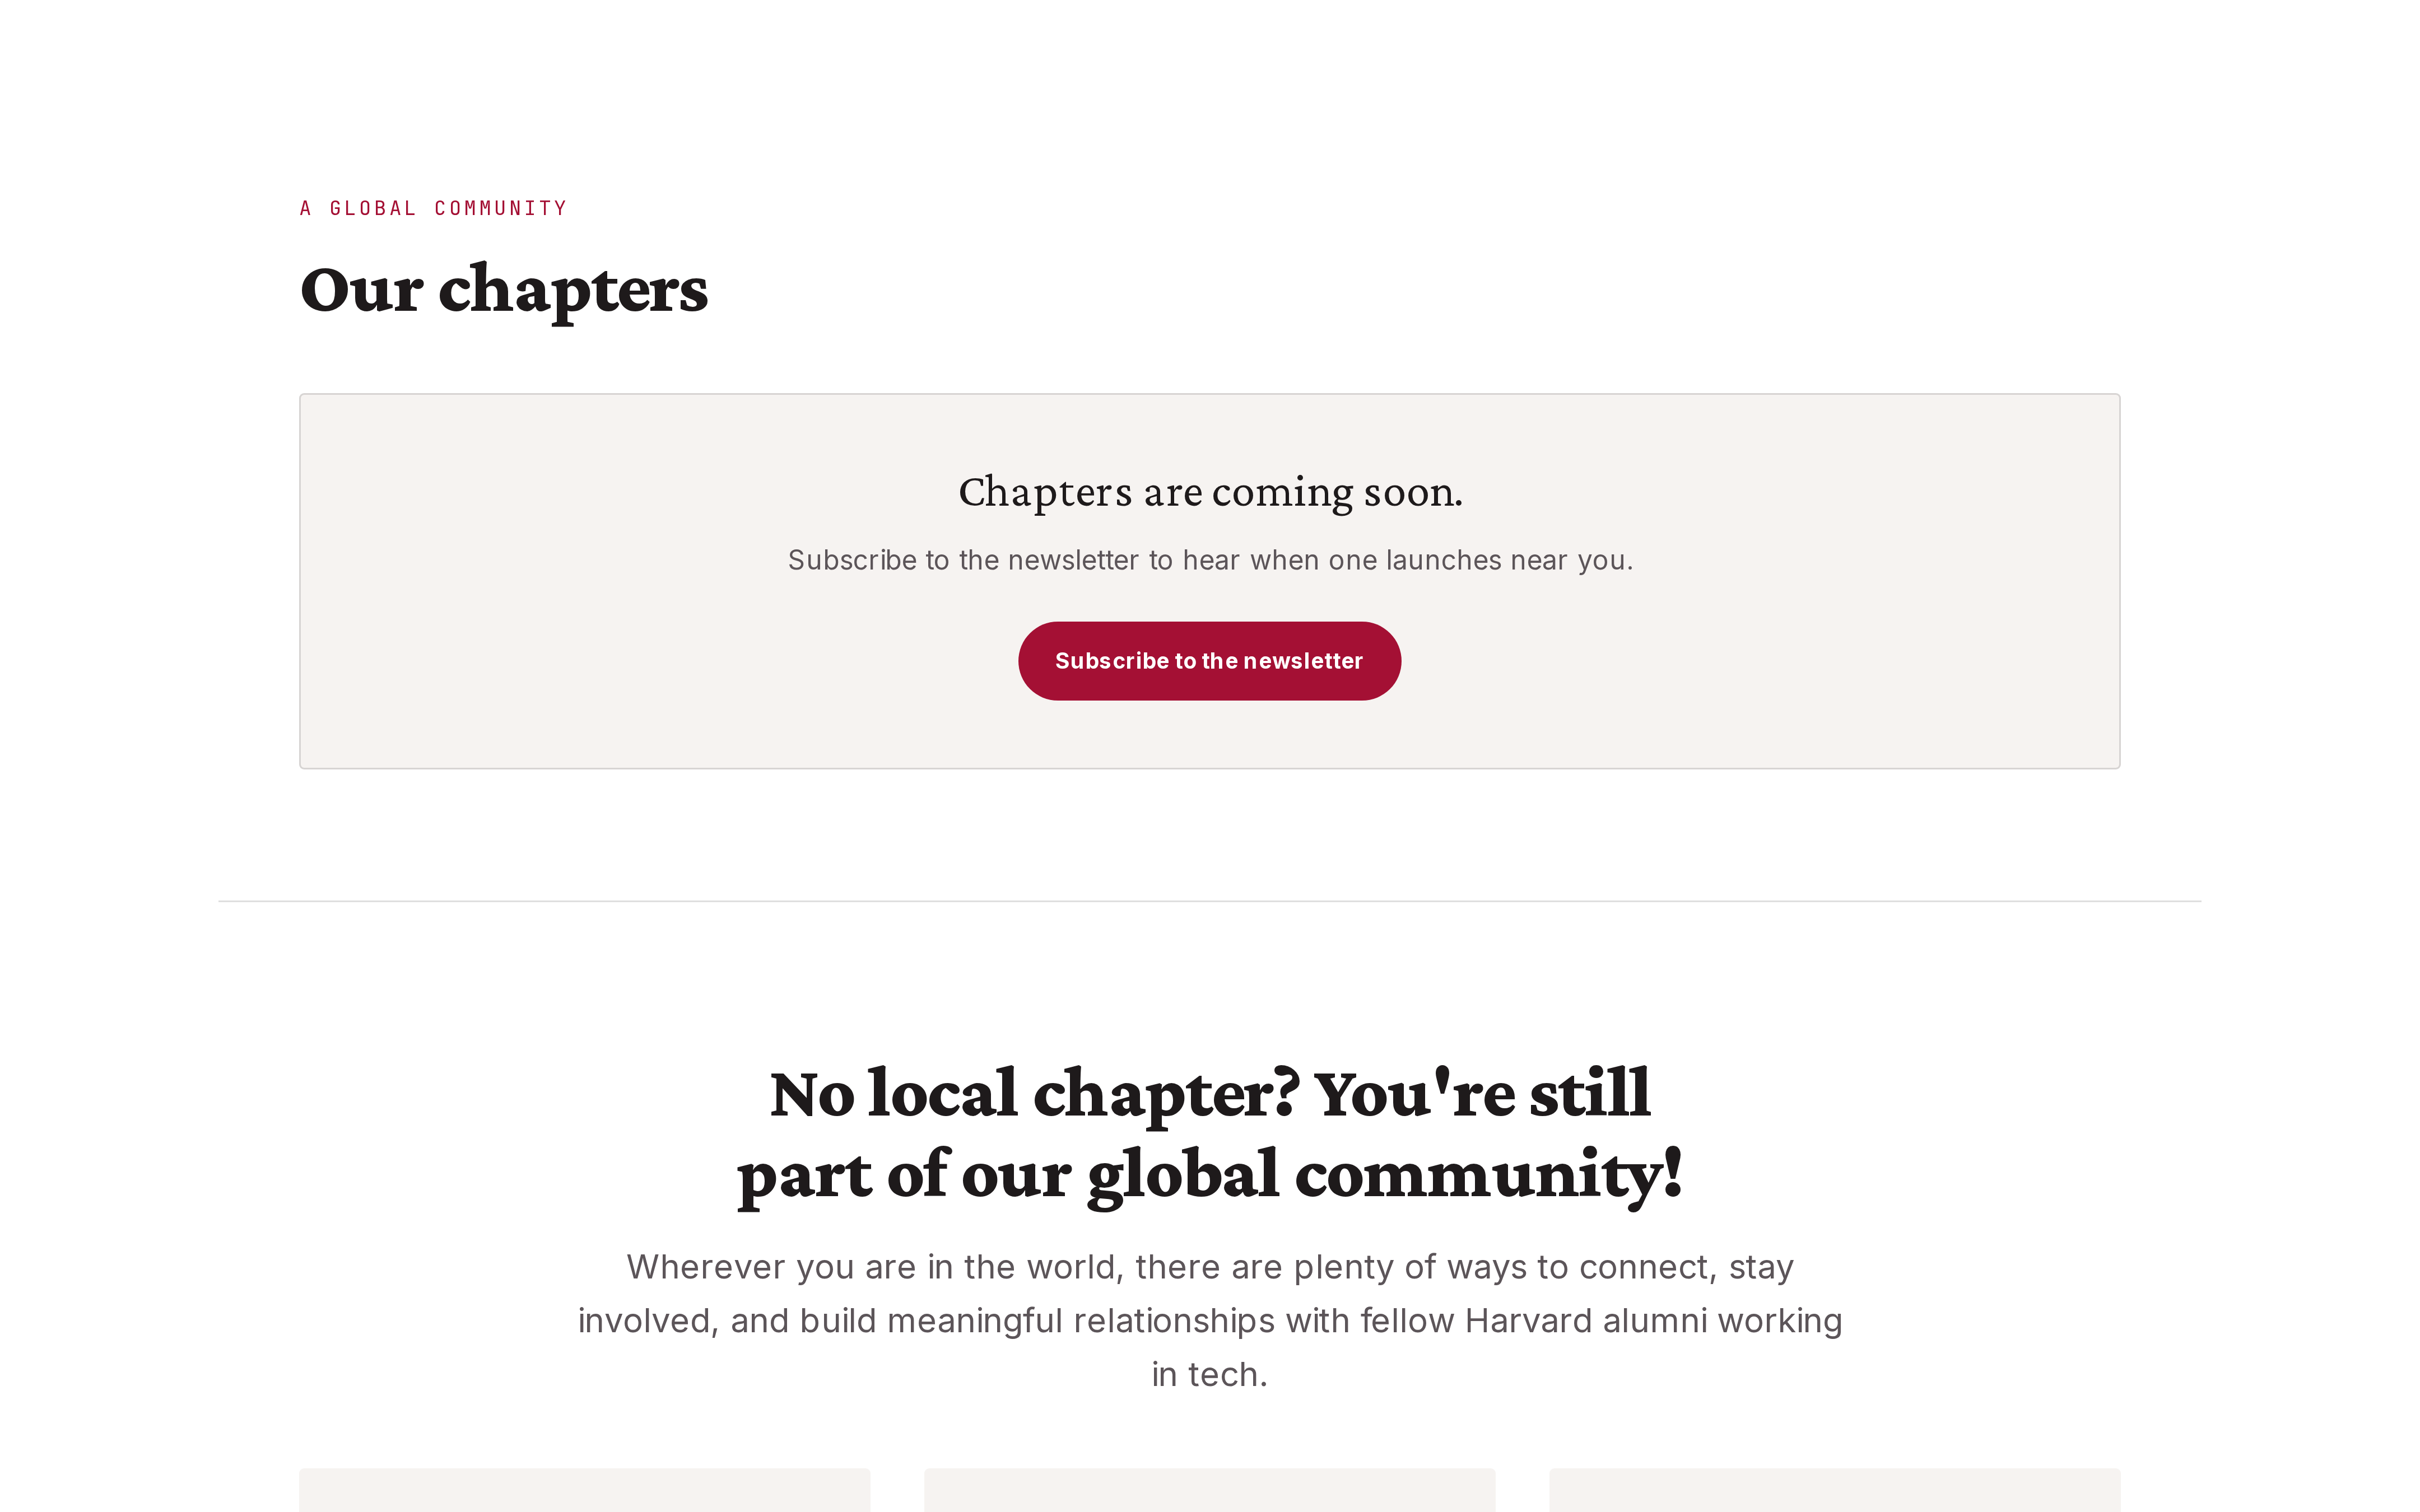 A GLOBAL COMMUNITY
Our chapters
Chapters are coming soon.
Subscribe to the newsletter to hear when one launches near you.
Subscribe to the newsletter
No local chapter? You're still
part of our global community!
Wherever you are in the world, there are plenty of ways to connect, stay
involved, and build meaningful relationships with fellow Harvard alumni working
in tech.